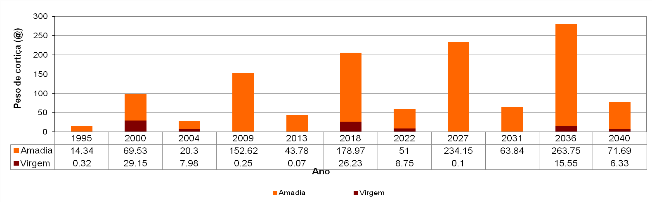 Peso de cortiça (@)
300
250
200
150
100
50
0
1995 2000 2004 2009 2013 2018 2022 2027 2031 2036 2040
Amadia 14.34 69.53 20.3 152.62 43.78 178.97 51 234.15 63.84 263.75 71.69
Virgem 0.32 29.15 7.98 0.25 0.07 26.23 8.75 0.1 15.55 6.33
Ano
Amadia Virgem